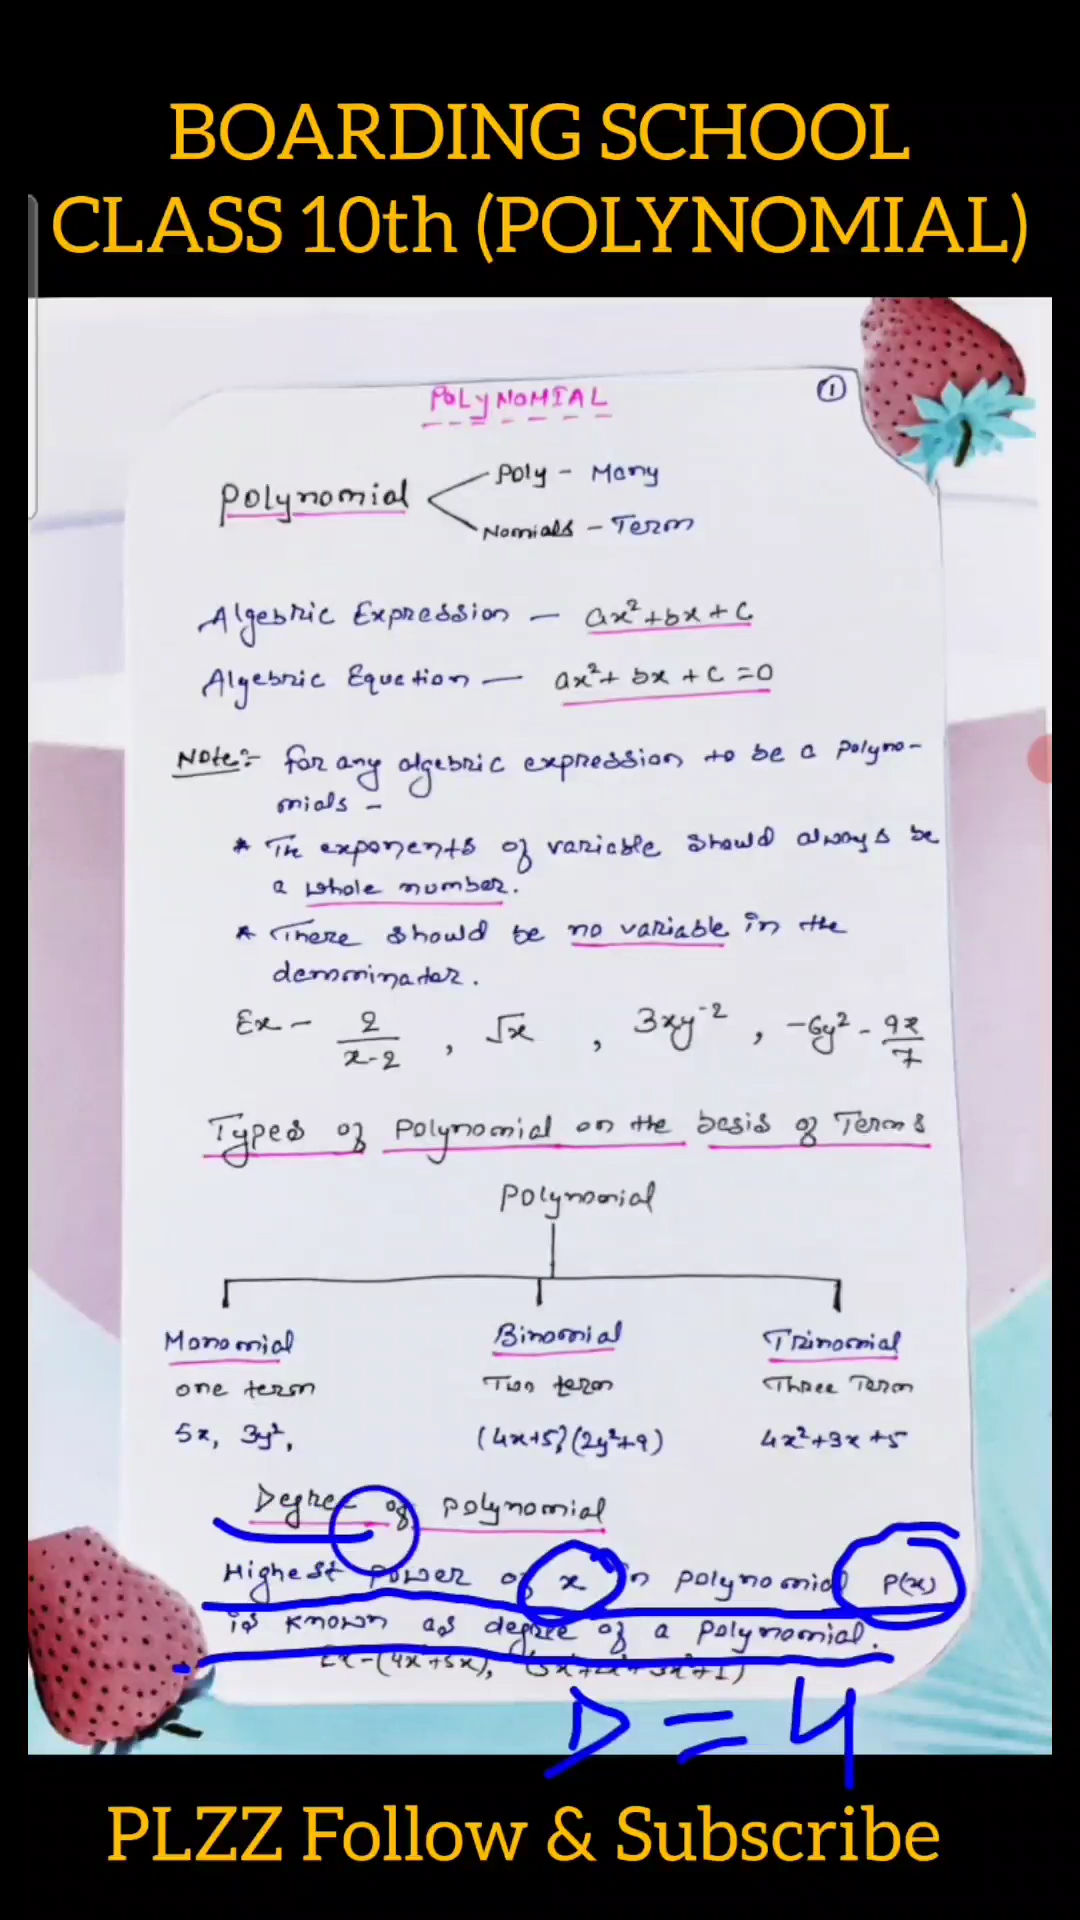 BOARDING SCHOOL
CLASS 10th (POLYNOMIAL)
POLYNOMIAL
1
Polynomial
Poly - Many
Nomials - Term
Algebric Expression — ax²+bx+c
Algebric Equation — ax²+bx+c=0
Note:- for any algebric expression to be a polyno-
mials -
* The exponents of variable should always be
a whole number.
* There should be no variable in the
denominator.
Ex - 2/(x-2) , √x , 3xy⁻² , -6y² - 9x/7
Types of polynomial on the basis of Terms
Polynomial
Monomial Binomial Trinomial
one term Two term Three Term
5x, 3y², (4x+5)(2y²+9) 4x²+3x+5
Degree of polynomial
Highest power of x in polynomial P(x)
is known as degree of a polynomial.
D = 4
PLZZ Follow & Subscribe